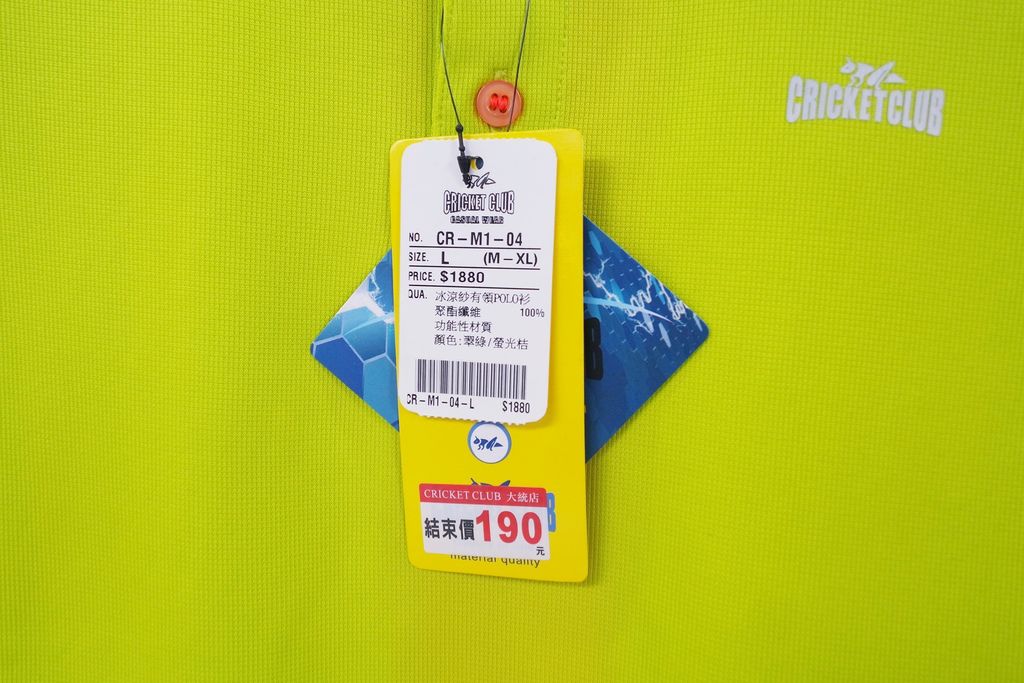 CRICKETCLUB
CRICKET CLUB
CASUAL WEAR
NO. CR-M1-04
SIZE. L (M-XL)
PRICE. $1880
QUA. 冰涼紗有領POLO衫
聚酯纖維 100%
功能性材質
顏色:翠綠/螢光桔
CR-M1-04-L $1880
CRICKET CLUB 大統店
結束價190元
material quality